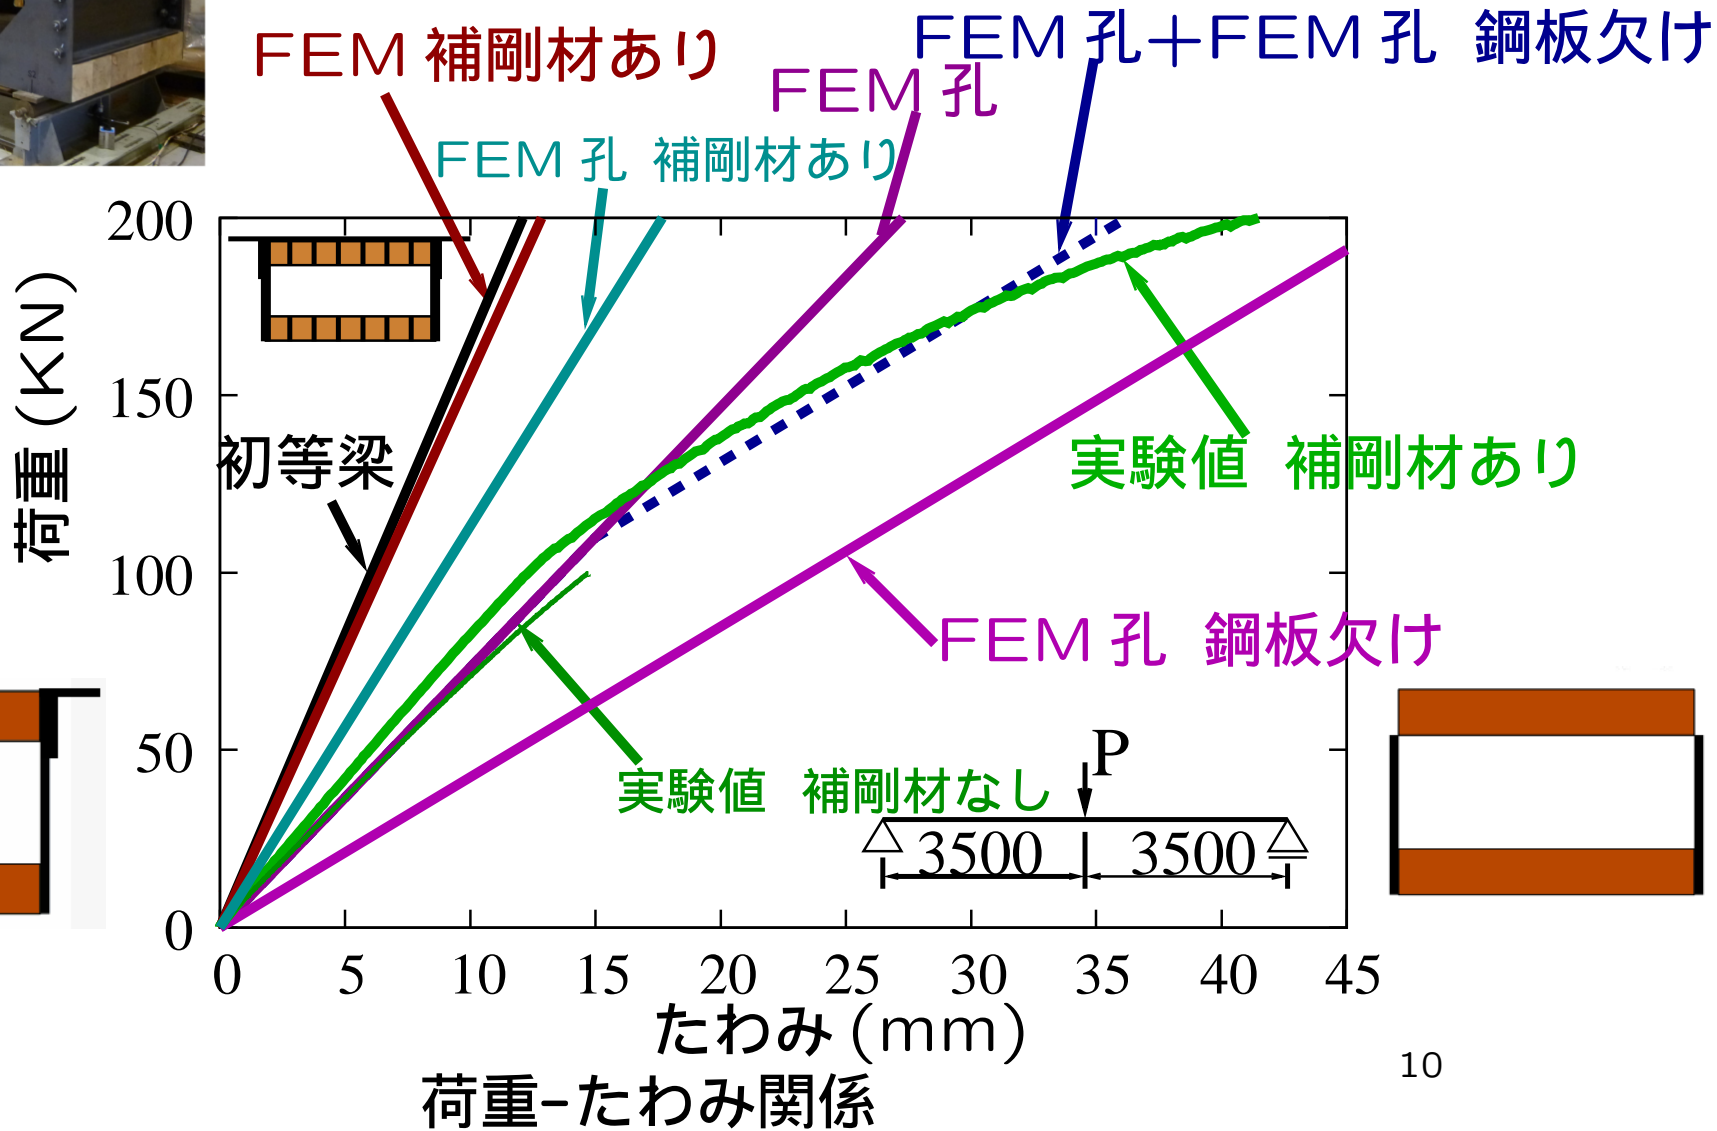 FEM 補剛材あり
FEM 孔+FEM 孔 鋼板欠け
FEM 孔
FEM 孔 補剛材あり
200
150
100
50
0
荷重(KN)
初等梁
実験値 補剛材あり
FEM 孔 鋼板欠け
実験値 補剛材なし
P
3500 3500
0 5 10 15 20 25 30 35 40 45
たわみ(mm)
荷重-たわみ関係
10